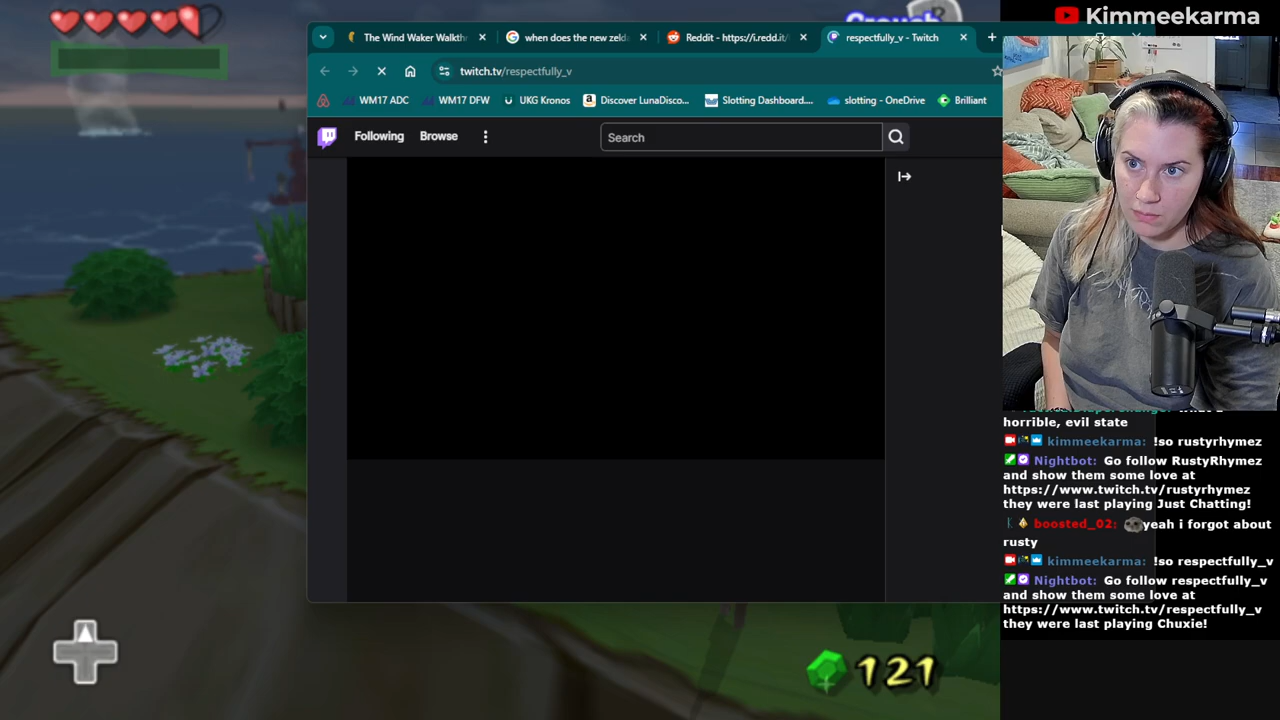 Crouch
R
Kimmeekarma
The Wind Waker Walkthr
when does the new zeld
Reddit - https://i.redd.it/
respectfully_v - Twitch
twitch.tv/respectfully_v
WM17 ADC
WM17 DFW
UKG Kronos
Discover LunaDisco...
Slotting Dashboard....
slotting - OneDrive
Brilliant
Following
Browse
Search
horrible, evil state
kimmeekarma: !so rustyrhymez
Nightbot: Go follow RustyRhymez
and show them some love at
https://www.twitch.tv/rustyrhymez
they were last playing Just Chatting!
boosted_02: yeah i forgot about
rusty
kimmeekarma: !so respectfully_v
Nightbot: Go follow respectfully_v
and show them some love at
https://www.twitch.tv/respectfully_v
they were last playing Chuxie!
121